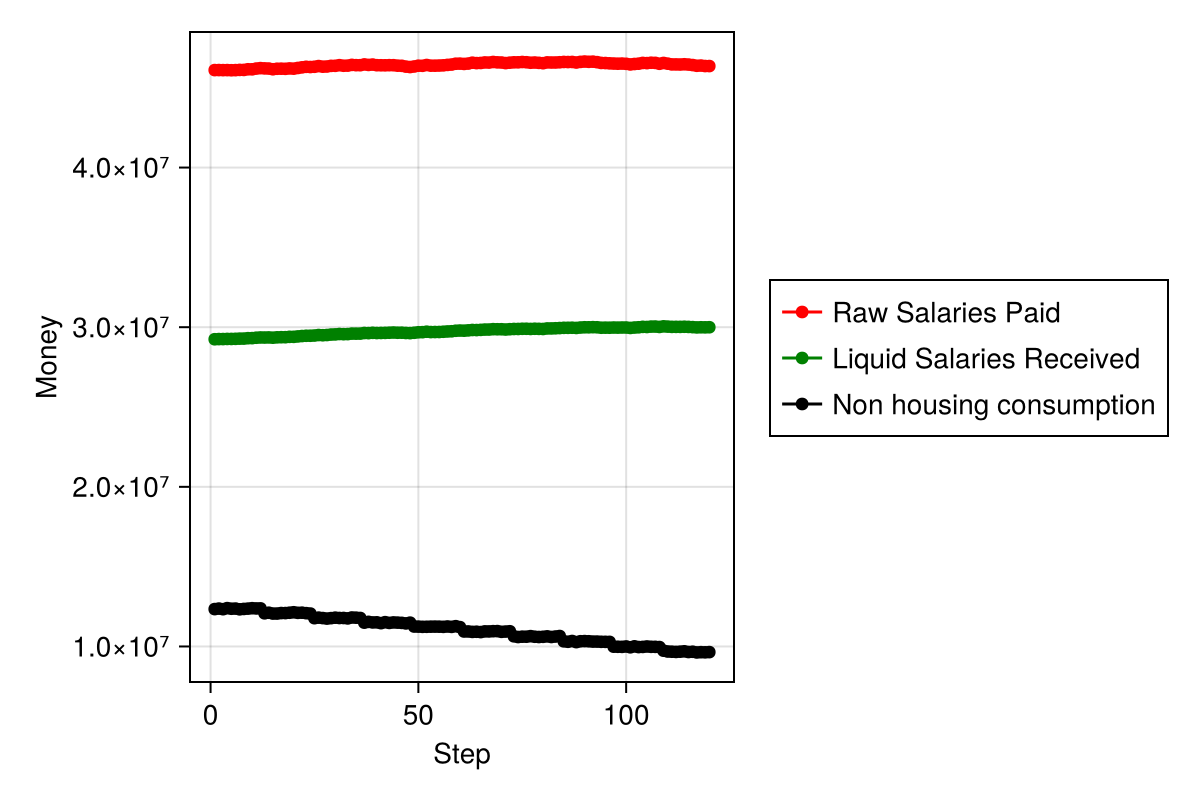 4.0×10⁷
3.0×10⁷
2.0×10⁷
1.0×10⁷
Money
0 50 100
Step
Raw Salaries Paid
Liquid Salaries Received
Non housing consumption